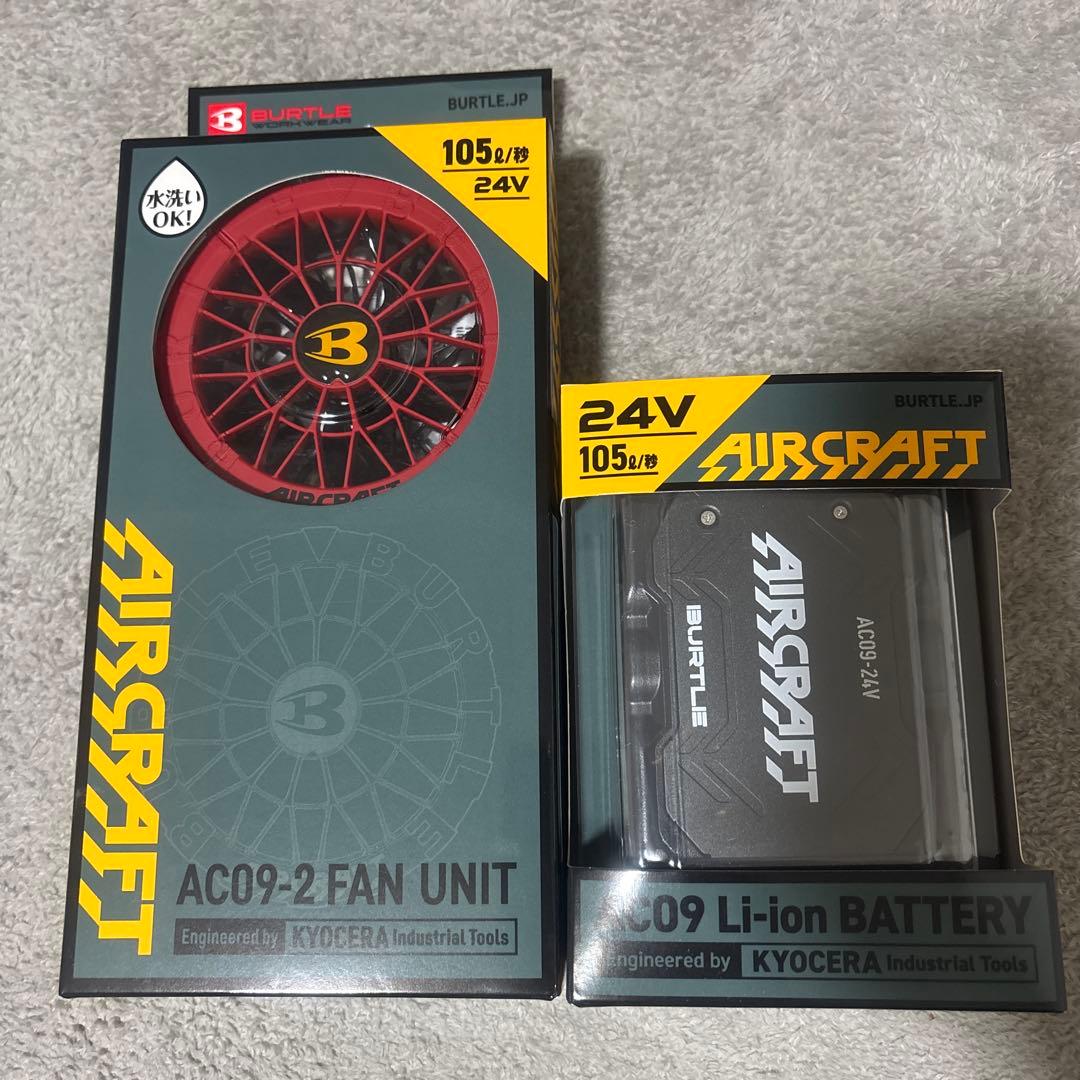 BURTLE
WORKWEAR
BURTLE.JP
水洗い
OK!
105ℓ/秒
24V
B
AIRCRAFT
AIRCRAFT
EVBURTLE
B
AC09-2 FAN UNIT
Engineered by KYOCERA Industrial Tools
24V
105ℓ/秒
BURTLE.JP
AIRCRAFT
AIRCRAFT
BURTLE
AC09-24V
AC09 Li-ion BATTERY
Engineered by KYOCERA Industrial Tools